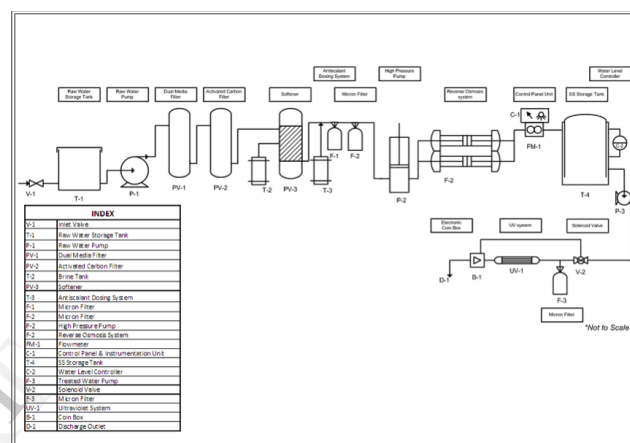 Antiscalant
Dosing System
High Pressure
Pump
Water Level
Controller
Raw Water
Storage Tank
Raw Water
Pump
Dual Media
Filter
Activated Carbon
Filter
Softener
Micron Filter
Reverse Osmosis
system
Control Panel Unit
SS Storage Tank
C-1
FM-1
C-2
F-1
F-2
V-1
T-1
P-1
PV-1
PV-2
T-2
PV-3
T-3
P-2
F-2
T-4
P-3
INDEX
V-1 Inlet Valve
T-1 Raw Water Storage Tank
P-1 Raw Water Pump
PV-1 Dual Media Filter
PV-2 Activated Carbon Filter
T-2 Brine Tank
PV-3 Softener
T-3 Antiscalant Dosing System
F-1 Micron Filter
F-2 Micron Filter
P-2 High Pressure Pump
F-2 Reverse Osmosis System
FM-1 Flowmeter
C-1 Control Panel & Instrumentation Unit
T-4 SS Storage Tank
C-2 Water Level Controller
P-3 Treated Water Pump
V-2 Solenoid Valve
F-3 Micron Filter
UV-1 Ultraviolet System
B-1 Coin Box
D-1 Discharge Outlet
Electronic
Coin Box
UV system
Solenoid Valve
D-1
B-1
UV-1
V-2
F-3
Micron Filter
*Not to Scale